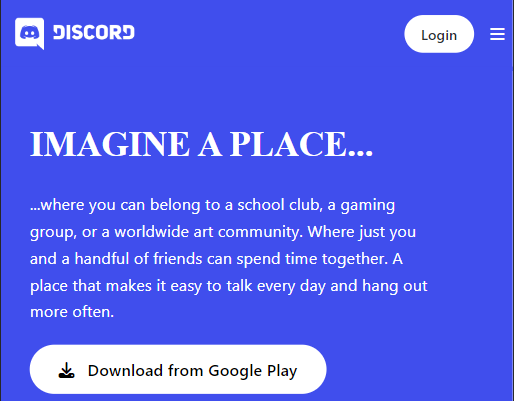 DISCORD
Login
IMAGINE A PLACE...
...where you can belong to a school club, a gaming
group, or a worldwide art community. Where just you
and a handful of friends can spend time together. A
place that makes it easy to talk every day and hang out
more often.
Download from Google Play